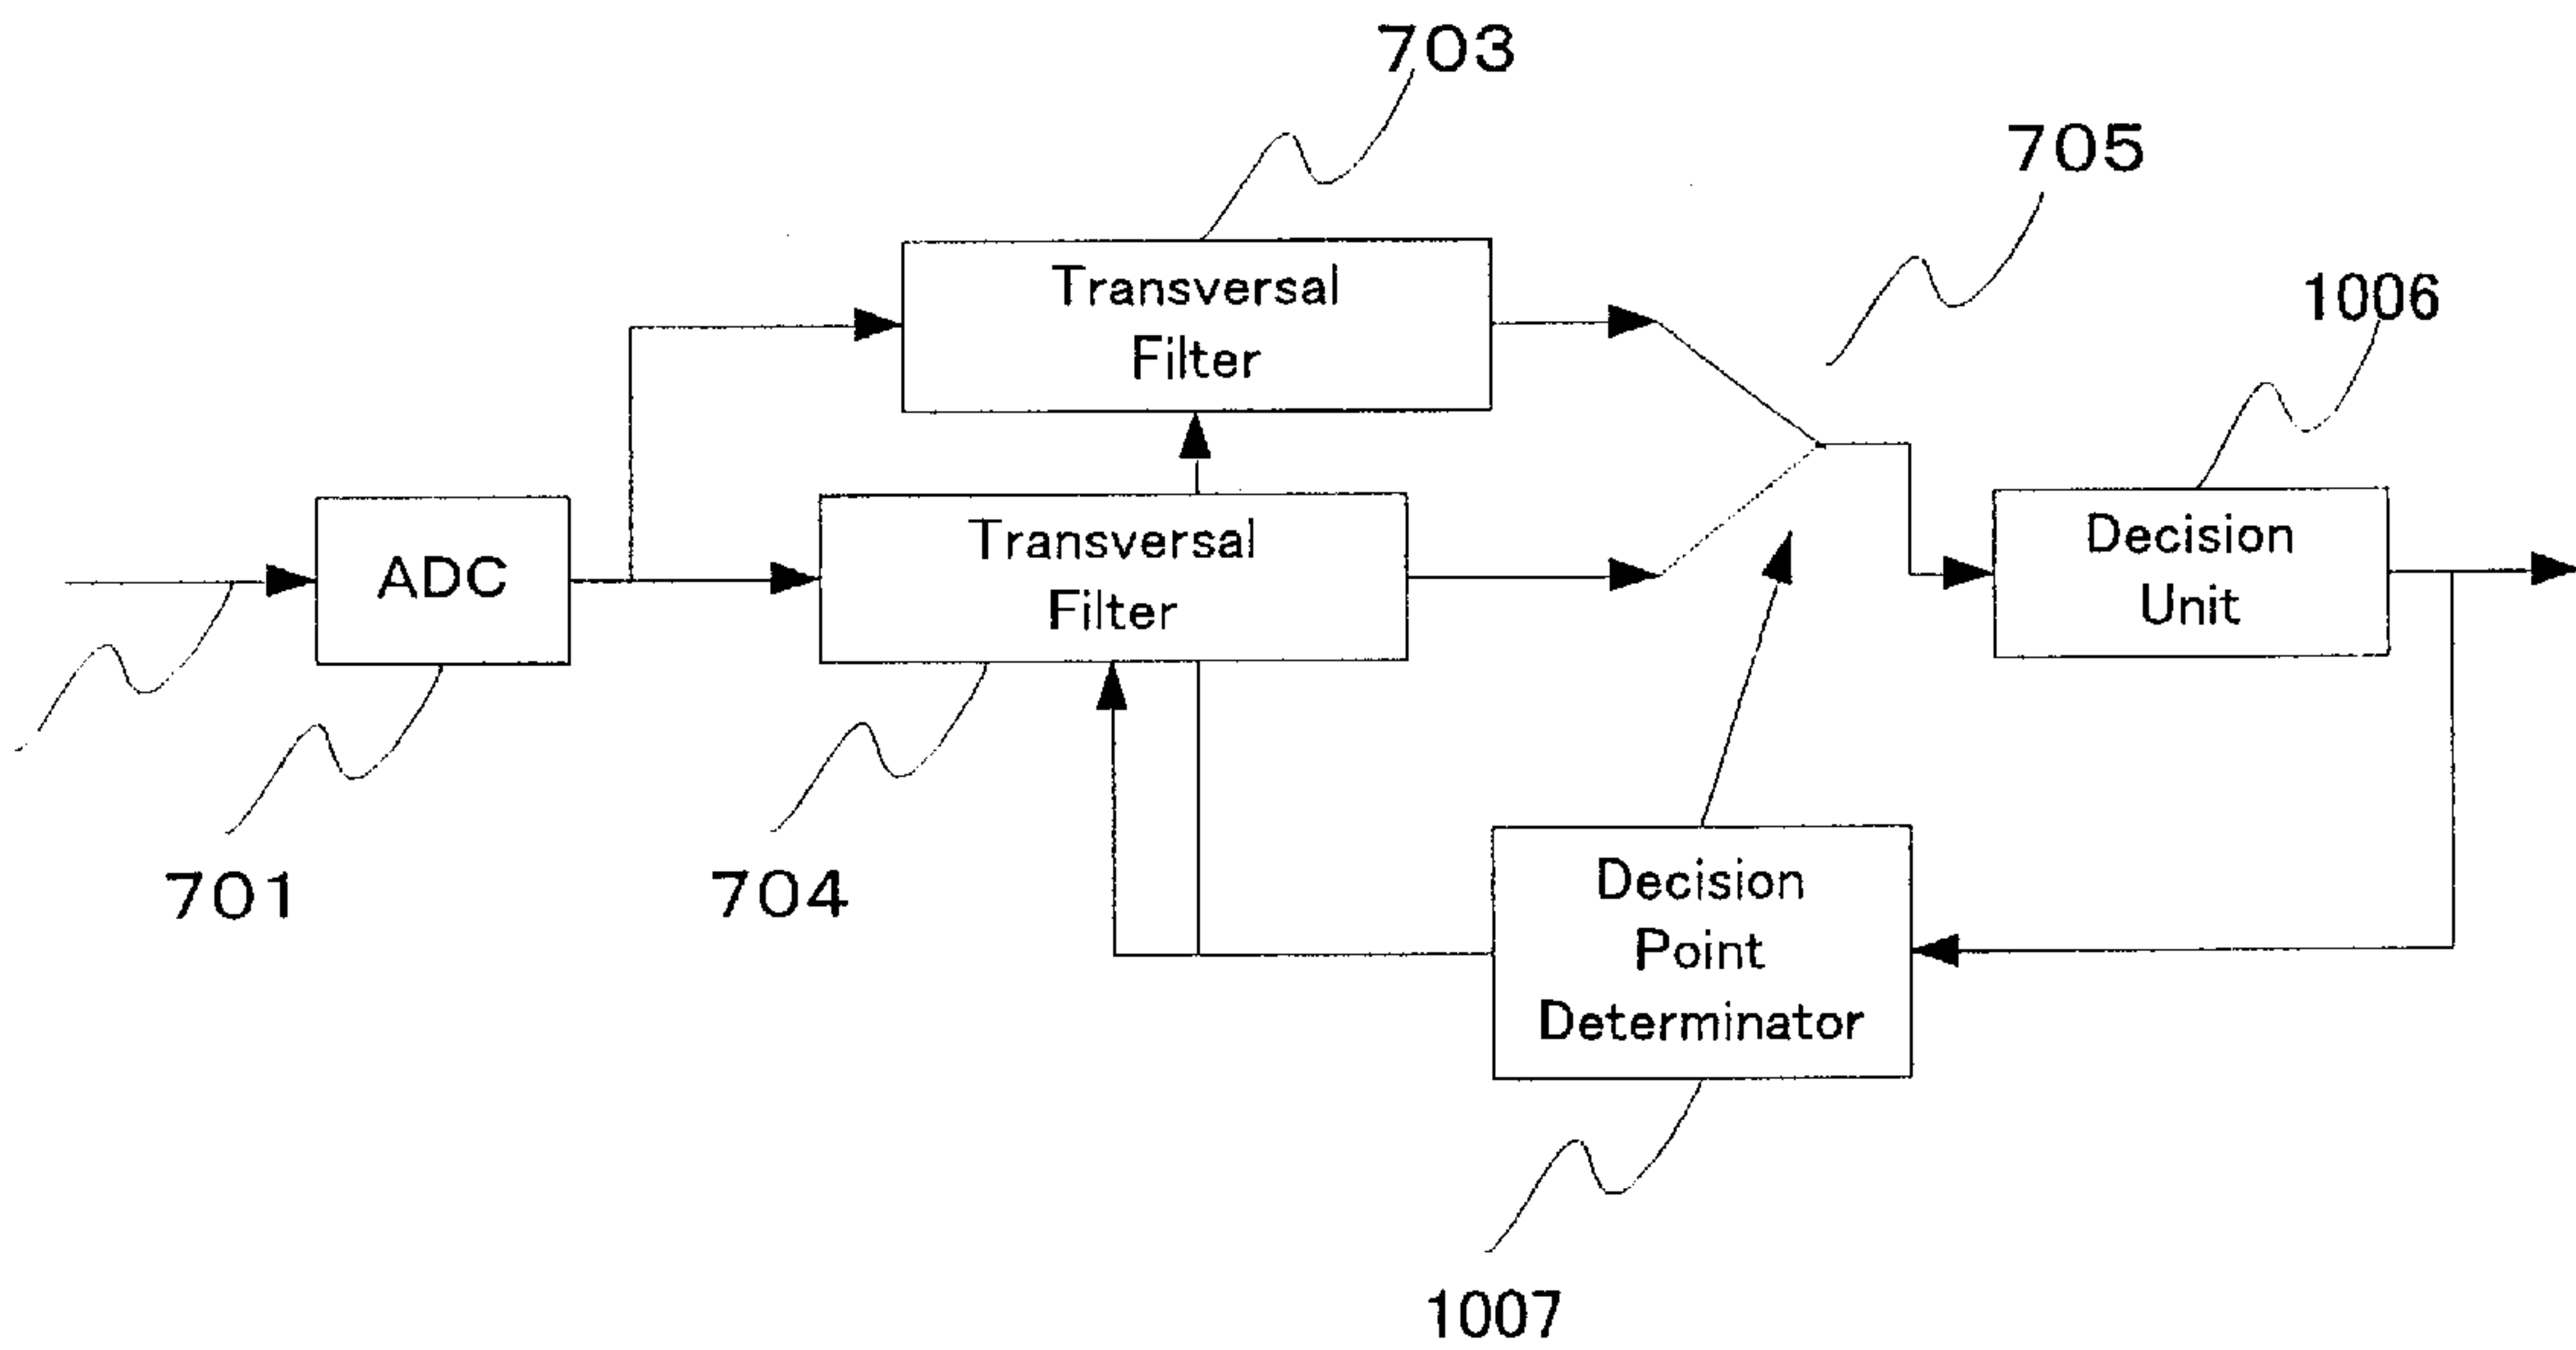 703
705
1006
Transversal
Filter
Transversal
Filter
ADC
Decision
Unit
701
704
Decision
Point
Determinator
1007